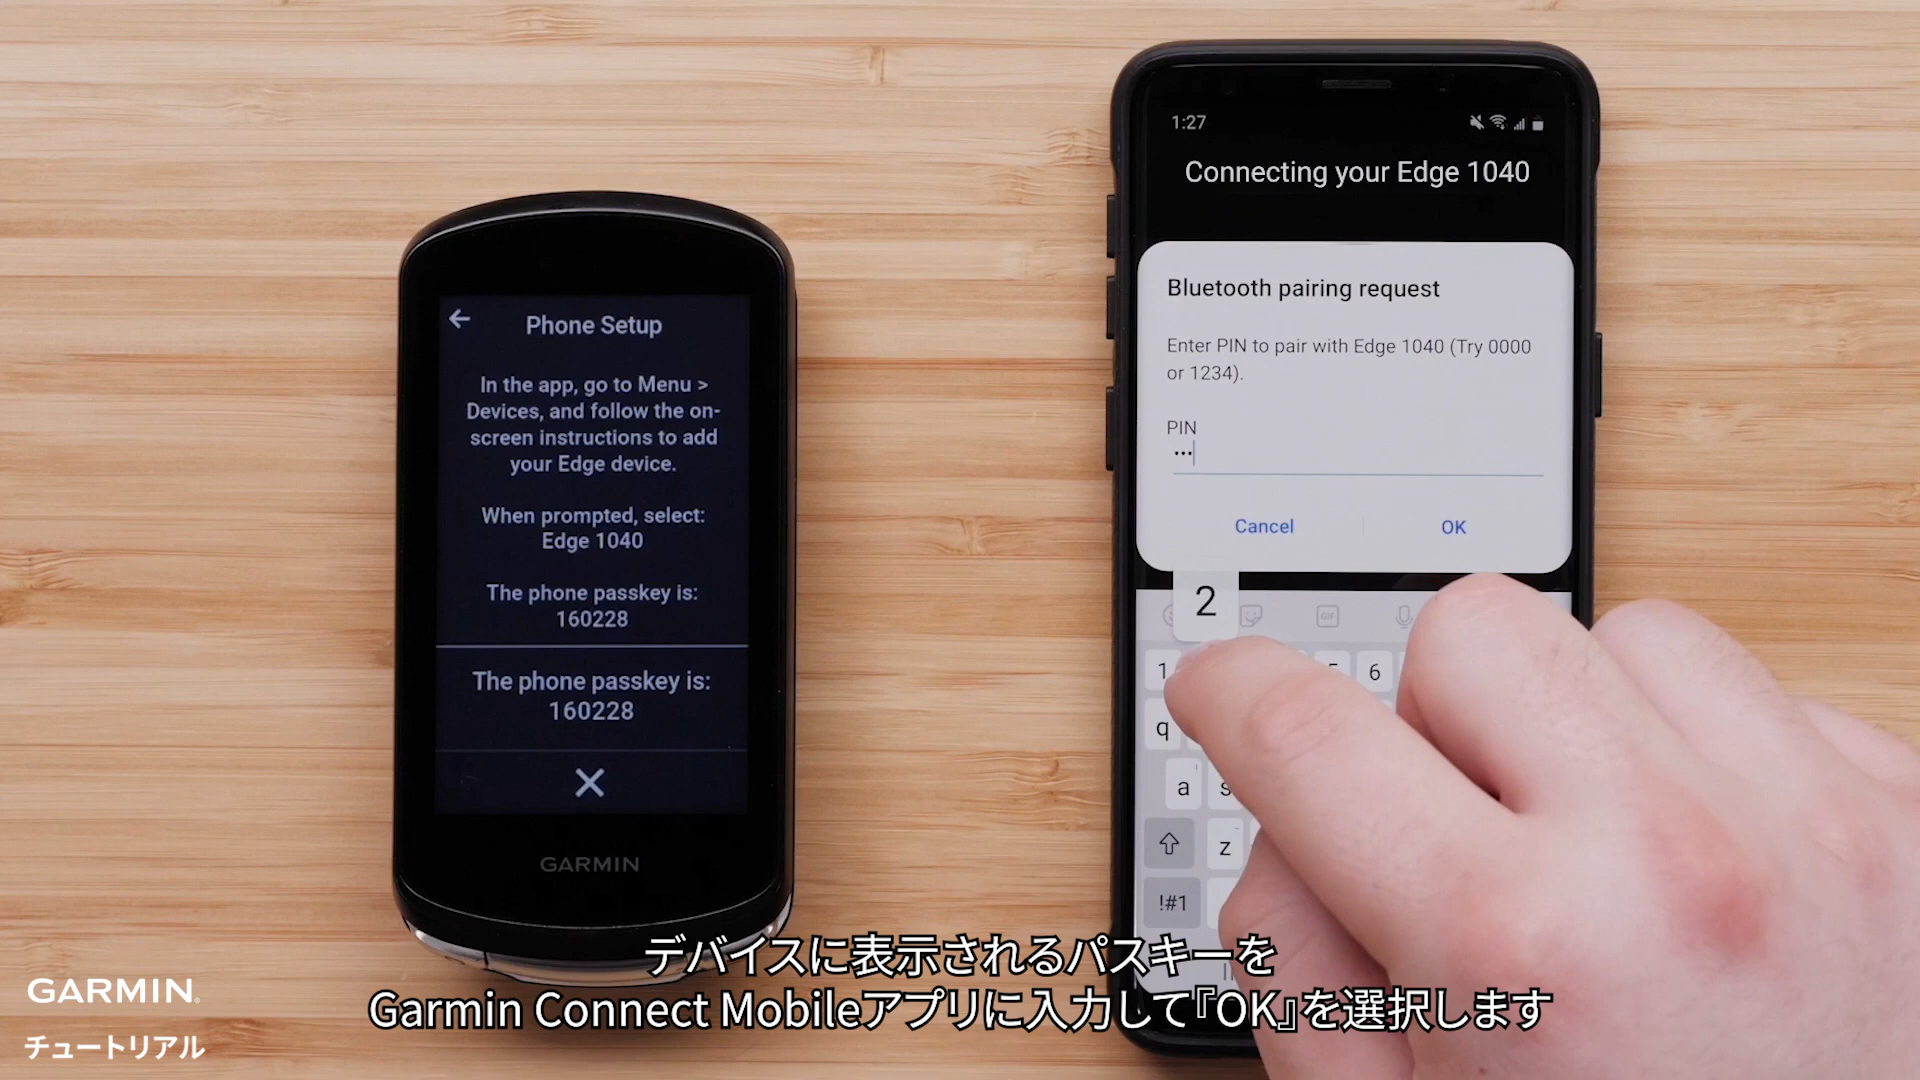 Phone Setup
In the app, go to Menu >
Devices, and follow the on-
screen instructions to add
your Edge device.
When prompted, select:
Edge 1040
The phone passkey is:
160228
The phone passkey is:
160228
GARMIN
1:27
Connecting your Edge 1040
Bluetooth pairing request
Enter PIN to pair with Edge 1040 (Try 0000
or 1234).
PIN
•••
Cancel
OK
2
GIF
1 5 6
q
a s
z
!#1
デバイスに表示されるパスキーを
Garmin Connect Mobileアプリに入力して『OK』を選択します
GARMIN.
チュートリアル